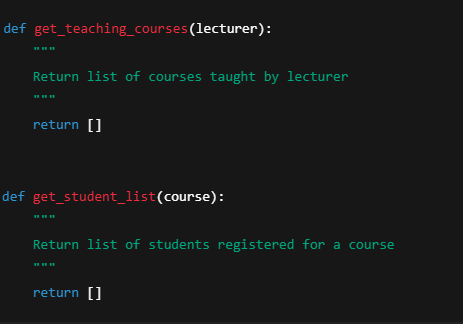 def get_teaching_courses(lecturer):
    """
    Return list of courses taught by lecturer
    """
    return []
def get_student_list(course):
    """
    Return list of students registered for a course
    """
    return []